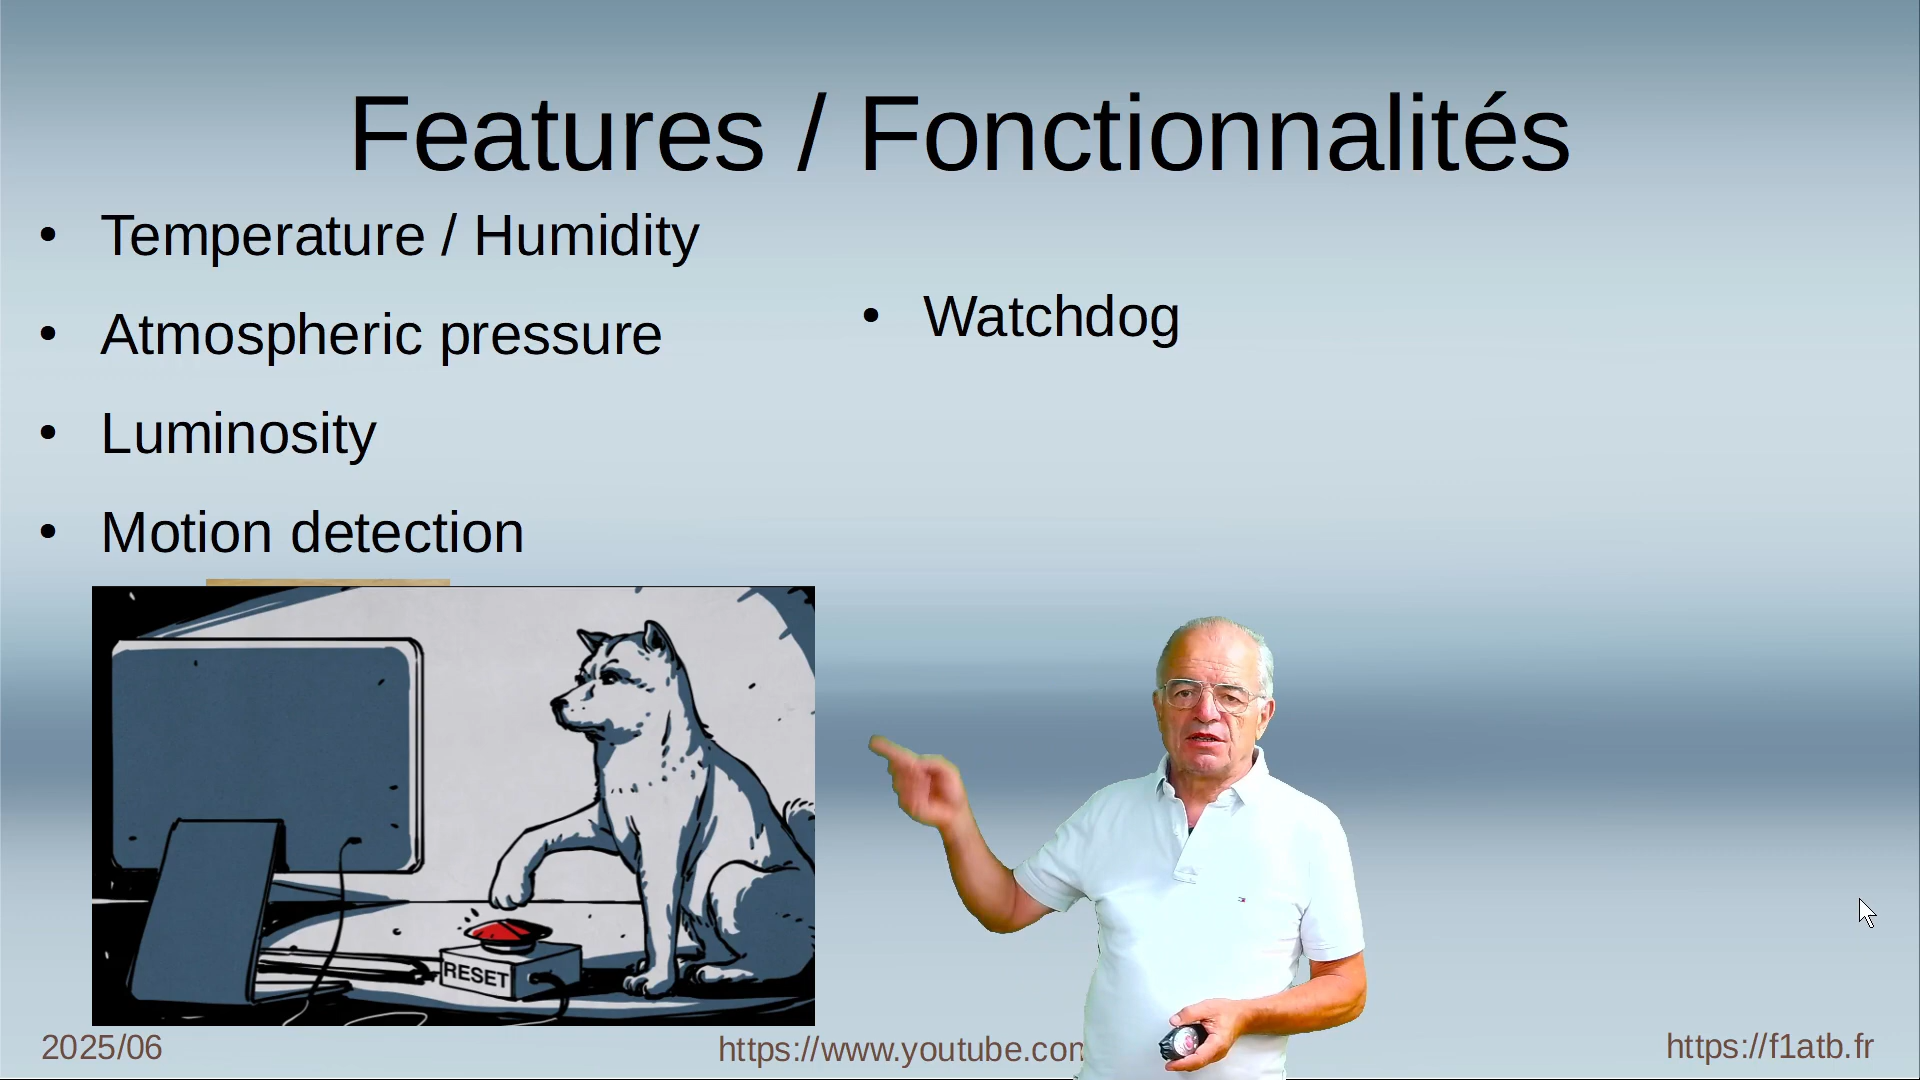 Features / Fonctionnalités
• Temperature / Humidity
• Atmospheric pressure
• Luminosity
• Motion detection
• Watchdog
RESET
2025/06
https://www.youtube.com
https://f1atb.fr